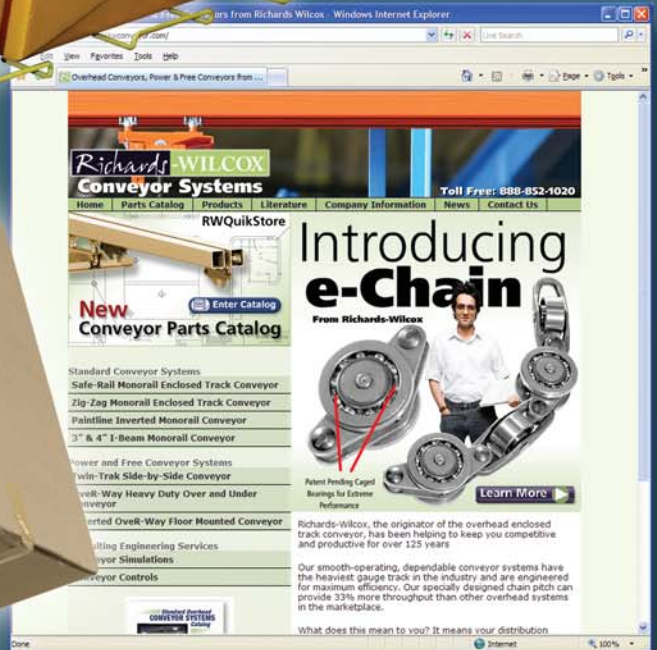 ors from Richards Wilcox - Windows Internet Explorer
conveyor.com/
Live Search
Edit View Favorites Tools Help
Overhead Conveyors, Power & Free Conveyors from ...
Page Tools
Richards-WILCOX
Conveyor Systems
Toll Free: 888-852-1020
Home Parts Catalog Products Literature Company Information News Contact Us
RWQuikStore
New
Enter Catalog
Conveyor Parts Catalog
Introducing
e-Chain
From Richards-Wilcox
Patent Pending Caged
Bearings for Extreme
Performance
Learn More
Standard Conveyor Systems
Safe-Rail Monorail Enclosed Track Conveyor
Zig-Zag Monorail Enclosed Track Conveyor
Paintline Inverted Monorail Conveyor
3" & 4" I-Beam Monorail Conveyor
Power and Free Conveyor Systems
Twin-Trak Side-by-Side Conveyor
OveR-Way Heavy Duty Over and Under
onveyor
erted OveR-Way Floor Mounted Conveyor
ulting Engineering Services
eyor Simulations
veyor Controls
Standard Overhead
CONVEYOR SYSTEMS
Catalog
Richards-Wilcox, the originator of the overhead enclosed
track conveyor, has been helping to keep you competitive
and productive for over 125 years
Our smooth-operating, dependable conveyor systems have
the heaviest gauge track in the industry and are engineered
for maximum efficiency. Our specially designed chain pitch can
provide 33% more throughput than other overhead systems
in the marketplace.
What does this mean to you? It means your distribution
Done
Internet
100%